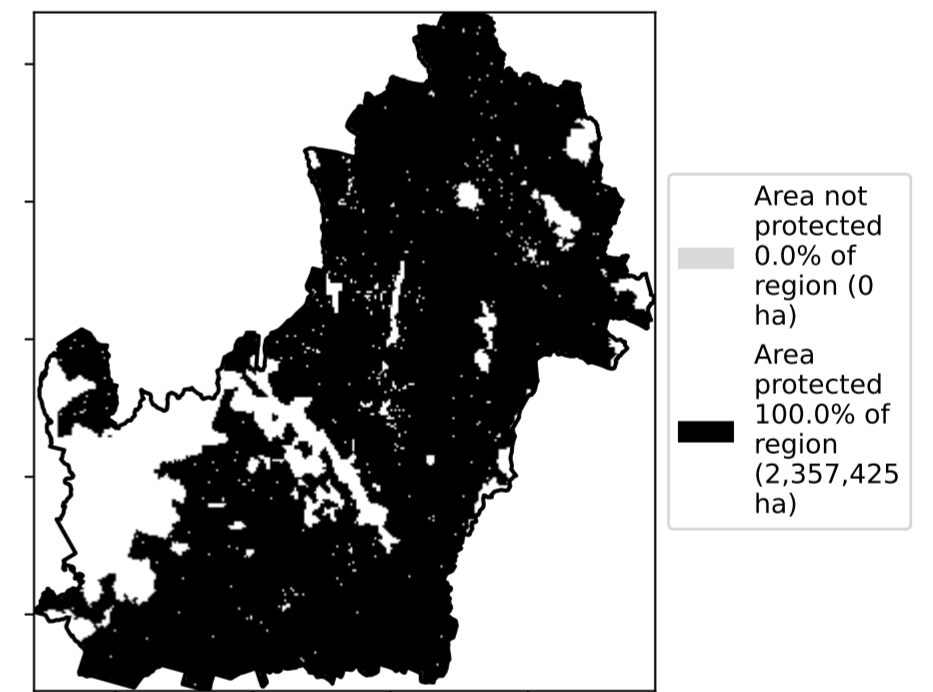 Area not
protected
0.0% of
region (0
ha)
Area
protected
100.0% of
region
(2,357,425
ha)